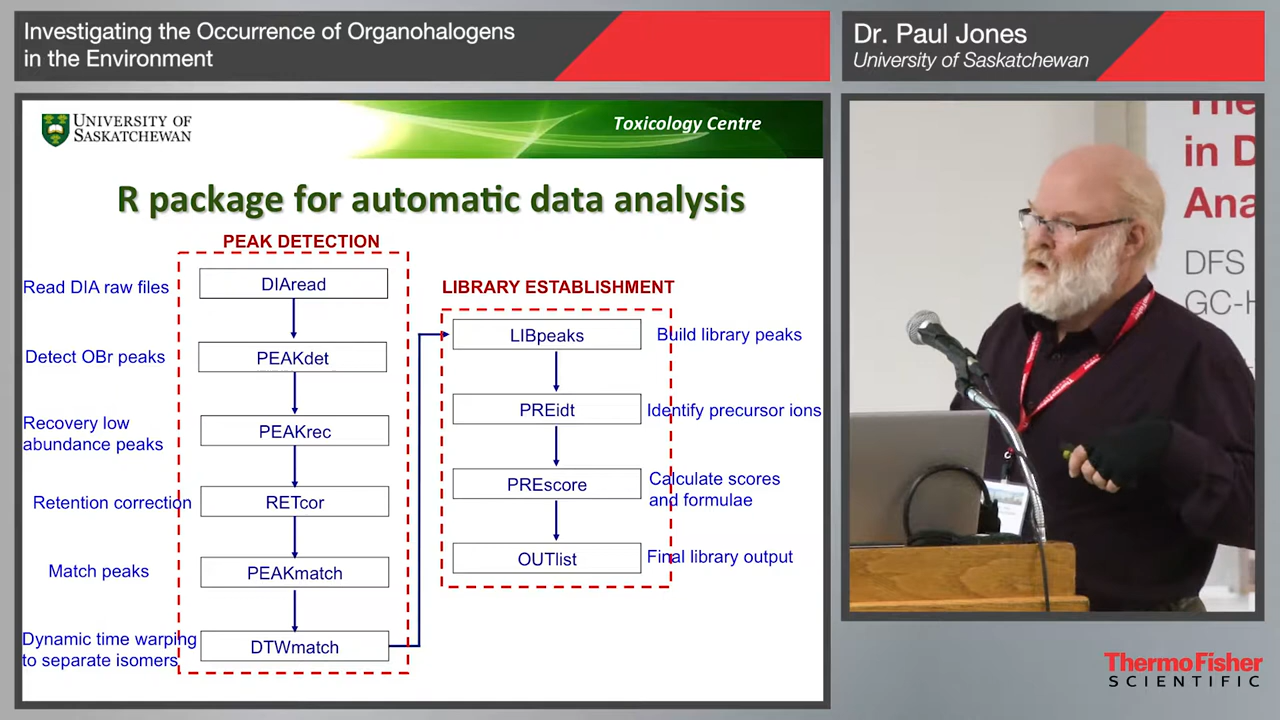 Investigating the Occurrence of Organohalogens
in the Environment
Dr. Paul Jones
University of Saskatchewan
UNIVERSITY OF
SASKATCHEWAN
Toxicology Centre
R package for automatic data analysis
PEAK DETECTION
Read DIA raw files
DIAread
Detect OBr peaks
PEAKdet
Recovery low
abundance peaks
PEAKrec
Retention correction
RETcor
Match peaks
PEAKmatch
Dynamic time warping
to separate isomers
DTWmatch
LIBRARY ESTABLISHMENT
LIBpeaks
Build library peaks
PREidt
Identify precursor ions
PREscore
Calculate scores
and formulae
OUTlist
Final library output
in D
Ana
DFS
GC-H
ThermoFisher
SCIENTIFIC